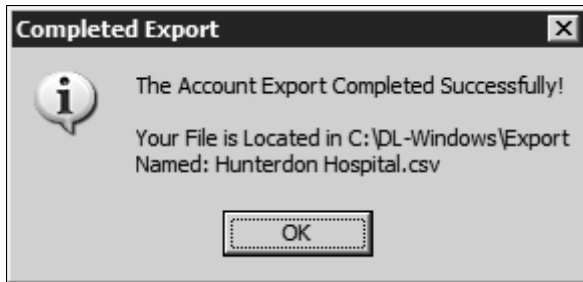 Completed Export
The Account Export Completed Successfully!
Your File is Located in C:\DL-Windows\Export
Named: Hunterdon Hospital.csv
OK